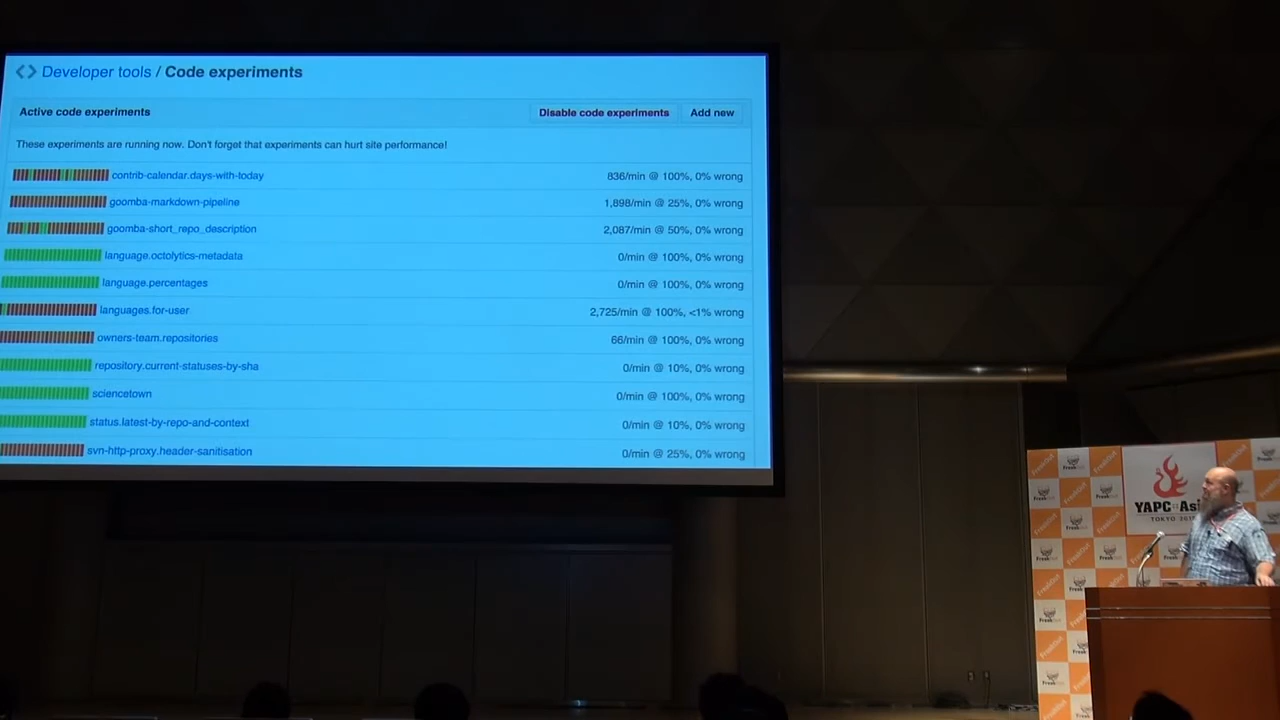 Developer tools / Code experiments
Active code experiments
Disable code experiments
Add new
These experiments are running now. Don't forget that experiments can hurt site performance!
contrib-calendar.days-with-today 836/min @ 100%, 0% wrong
goomba-markdown-pipeline 1,898/min @ 25%, 0% wrong
goomba-short_repo_description 2,087/min @ 50%, 0% wrong
language.octolytics-metadata 0/min @ 100%, 0% wrong
language.percentages 0/min @ 100%, 0% wrong
languages.for-user 2,725/min @ 100%, <1% wrong
owners-team.repositories 66/min @ 100%, 0% wrong
repository.current-statuses-by-sha 0/min @ 10%, 0% wrong
sciencetown 0/min @ 100%, 0% wrong
status.latest-by-repo-and-context 0/min @ 10%, 0% wrong
svn-http-proxy.header-sanitisation 0/min @ 25%, 0% wrong
YAPC::Asi
TOKYO 201
FreakOut